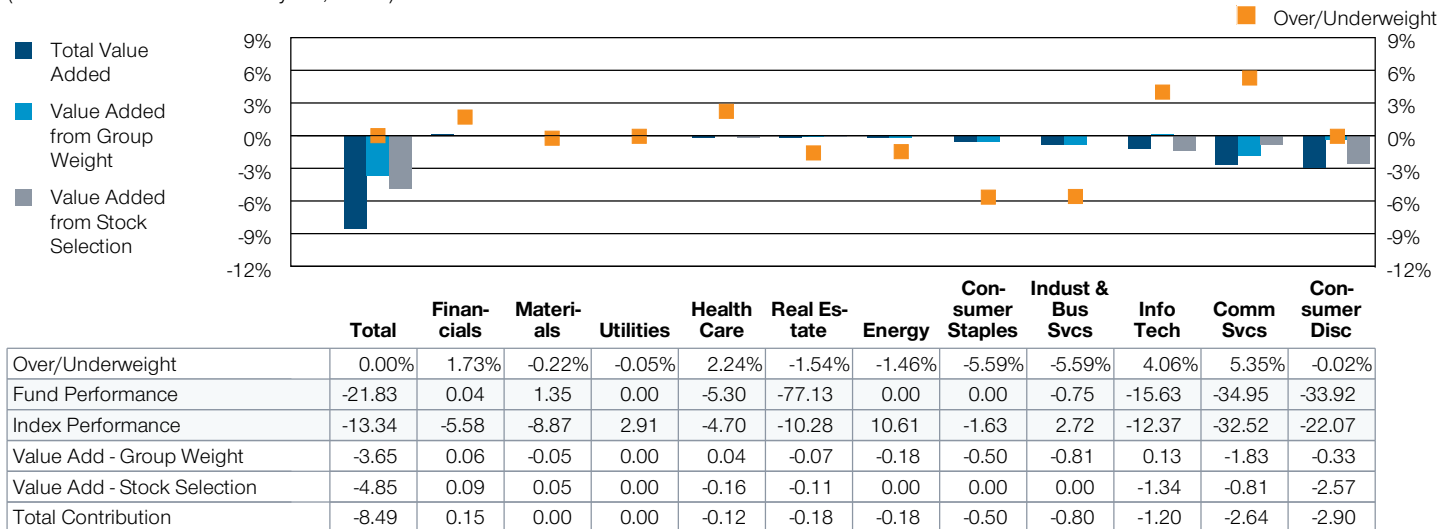 Over/Underweight
Total Value
Added
Value Added
from Group
Weight
Value Added
from Stock
Selection
9%
6%
3%
0%
-3%
-6%
-9%
-12%
9%
6%
3%
0%
-3%
-6%
-9%
-12%
Total Finan-cials Materi-als Utilities Health Care Real Es-tate Energy Con-sumer Staples Indust & Bus Svcs Info Tech Comm Svcs Con-sumer Disc
Over/Underweight 0.00% 1.73% -0.22% -0.05% 2.24% -1.54% -1.46% -5.59% -5.59% 4.06% 5.35% -0.02%
Fund Performance -21.83 0.04 1.35 0.00 -5.30 -77.13 0.00 0.00 -0.75 -15.63 -34.95 -33.92
Index Performance -13.34 -5.58 -8.87 2.91 -4.70 -10.28 10.61 -1.63 2.72 -12.37 -32.52 -22.07
Value Add - Group Weight -3.65 0.06 -0.05 0.00 0.04 -0.07 -0.18 -0.50 -0.81 0.13 -1.83 -0.33
Value Add - Stock Selection -4.85 0.09 0.05 0.00 -0.16 -0.11 0.00 0.00 0.00 -1.34 -0.81 -2.57
Total Contribution -8.49 0.15 0.00 0.00 -0.12 -0.18 -0.18 -0.50 -0.80 -1.20 -2.64 -2.90